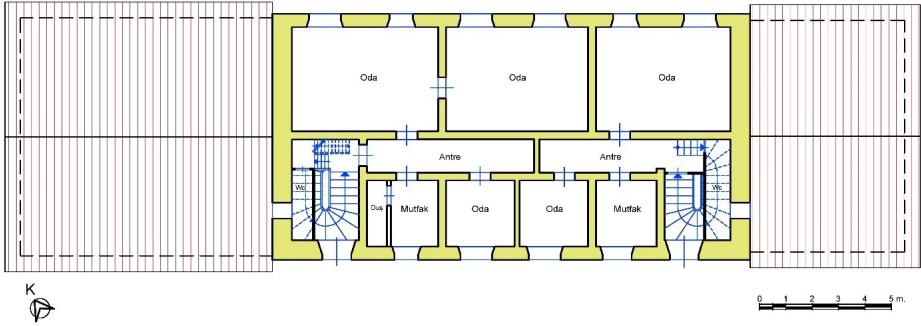 Oda
Oda
Oda
Antre
Antre
Wc
Duş
Mutfak
Oda
Oda
Mutfak
Wc
K
0 1 2 3 4 5 m.